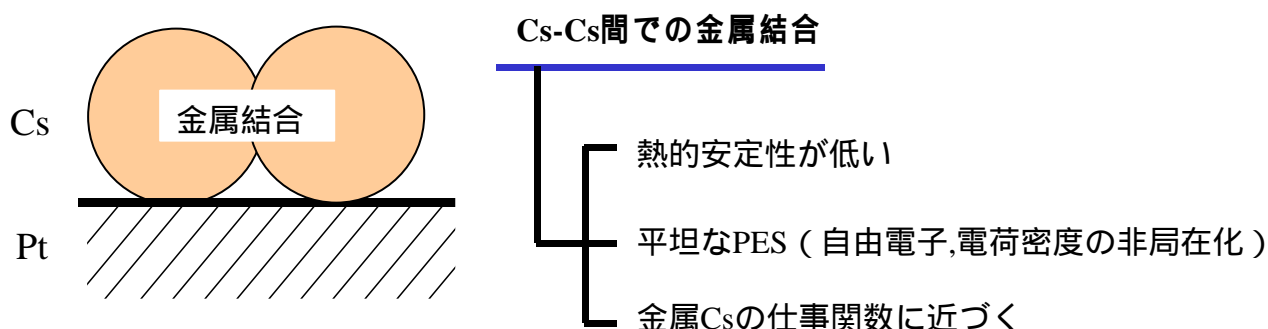 Cs-Cs間での金属結合
Cs
金属結合
熱的安定性が低い
Pt
平坦なPES（自由電子,電荷密度の非局在化）
金属Csの仕事関数に近づく